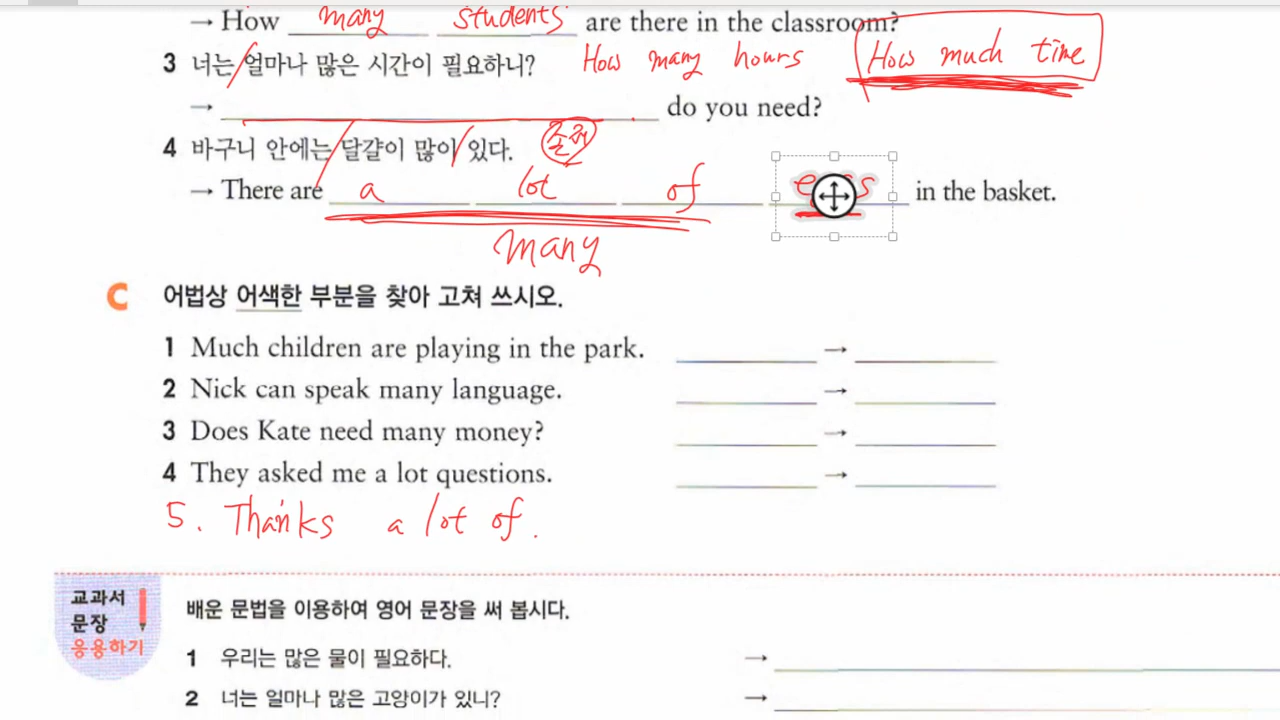 → How many students are there in the classroom?
3 너는/얼마나 많은 시간이 필요하니? How many hours How much time
→ do you need?
4 바구니 안에는/달걀이 많이/있다.
→ There are a lot of in the basket.
many
C 어법상 어색한 부분을 찾아 고쳐 쓰시오.
1 Much children are playing in the park. →
2 Nick can speak many language. →
3 Does Kate need many money? →
4 They asked me a lot questions. →
5. Thanks a lot of.
교과서
문장
응용하기
배운 문법을 이용하여 영어 문장을 써 봅시다.
1 우리는 많은 물이 필요하다. →
2 너는 얼마나 많은 고양이가 있니? →